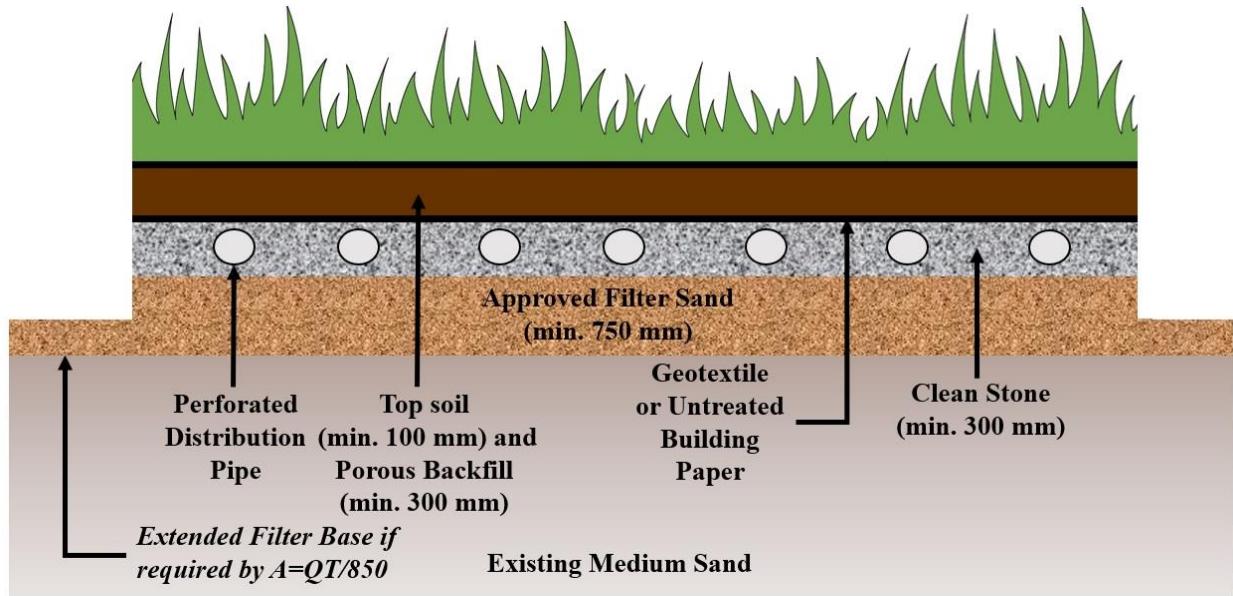 Approved Filter Sand
(min. 750 mm)
Perforated
Distribution
Pipe
Top soil
(min. 100 mm) and
Porous Backfill
(min. 300 mm)
Geotextile
or Untreated
Building
Paper
Clean Stone
(min. 300 mm)
Extended Filter Base if
required by A=QT/850
Existing Medium Sand